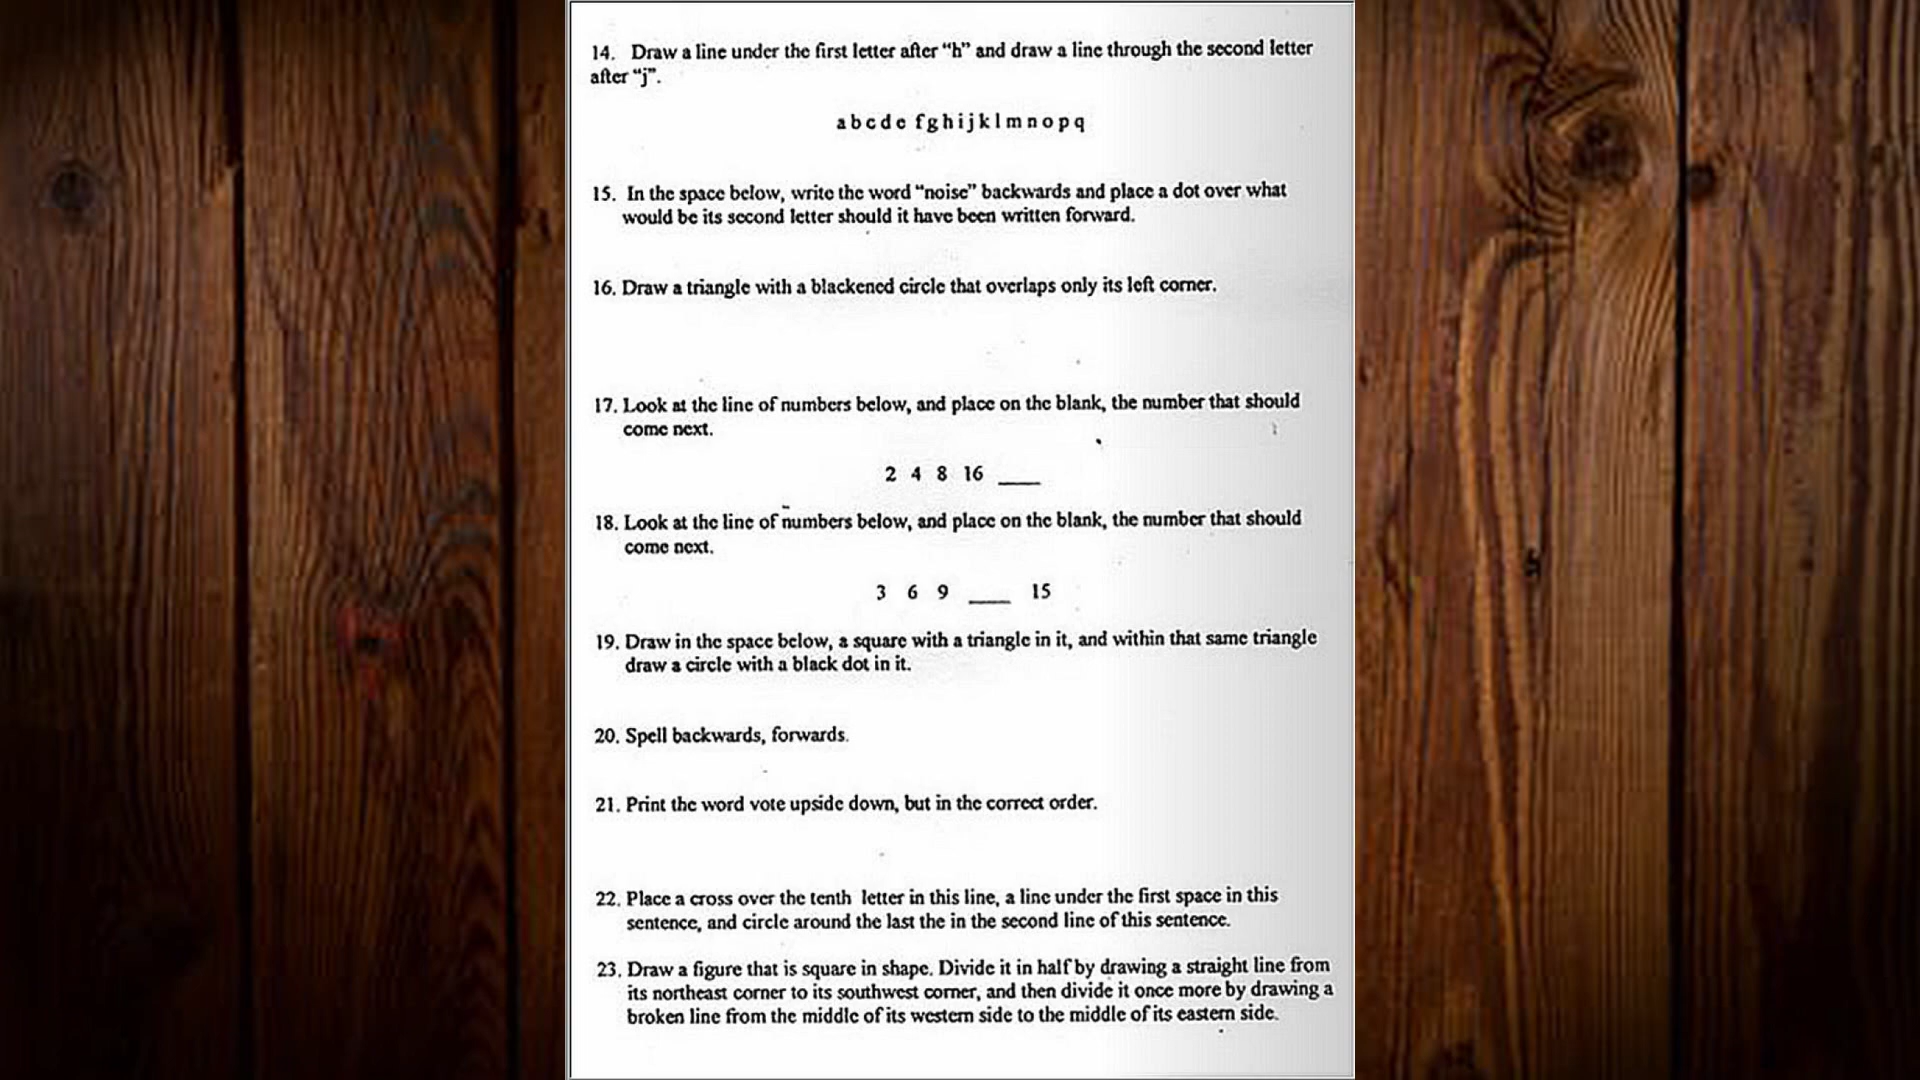 14. Draw a line under the first letter after “h” and draw a line through the second letter
after “j”.
a b c d e f g h i j k l m n o p q
15. In the space below, write the word “noise” backwards and place a dot over what
would be its second letter should it have been written forward.
16. Draw a triangle with a blackened circle that overlaps only its left corner.
17. Look at the line of numbers below, and place on the blank, the number that should
come next.
2 4 8 16 ___
18. Look at the line of numbers below, and place on the blank, the number that should
come next.
3 6 9 ___ 15
19. Draw in the space below, a square with a triangle in it, and within that same triangle
draw a circle with a black dot in it.
20. Spell backwards, forwards.
21. Print the word vote upside down, but in the correct order.
22. Place a cross over the tenth letter in this line, a line under the first space in this
sentence, and circle around the last the in the second line of this sentence.
23. Draw a figure that is square in shape. Divide it in half by drawing a straight line from
its northeast corner to its southwest corner, and then divide it once more by drawing a
broken line from the middle of its western side to the middle of its eastern side.